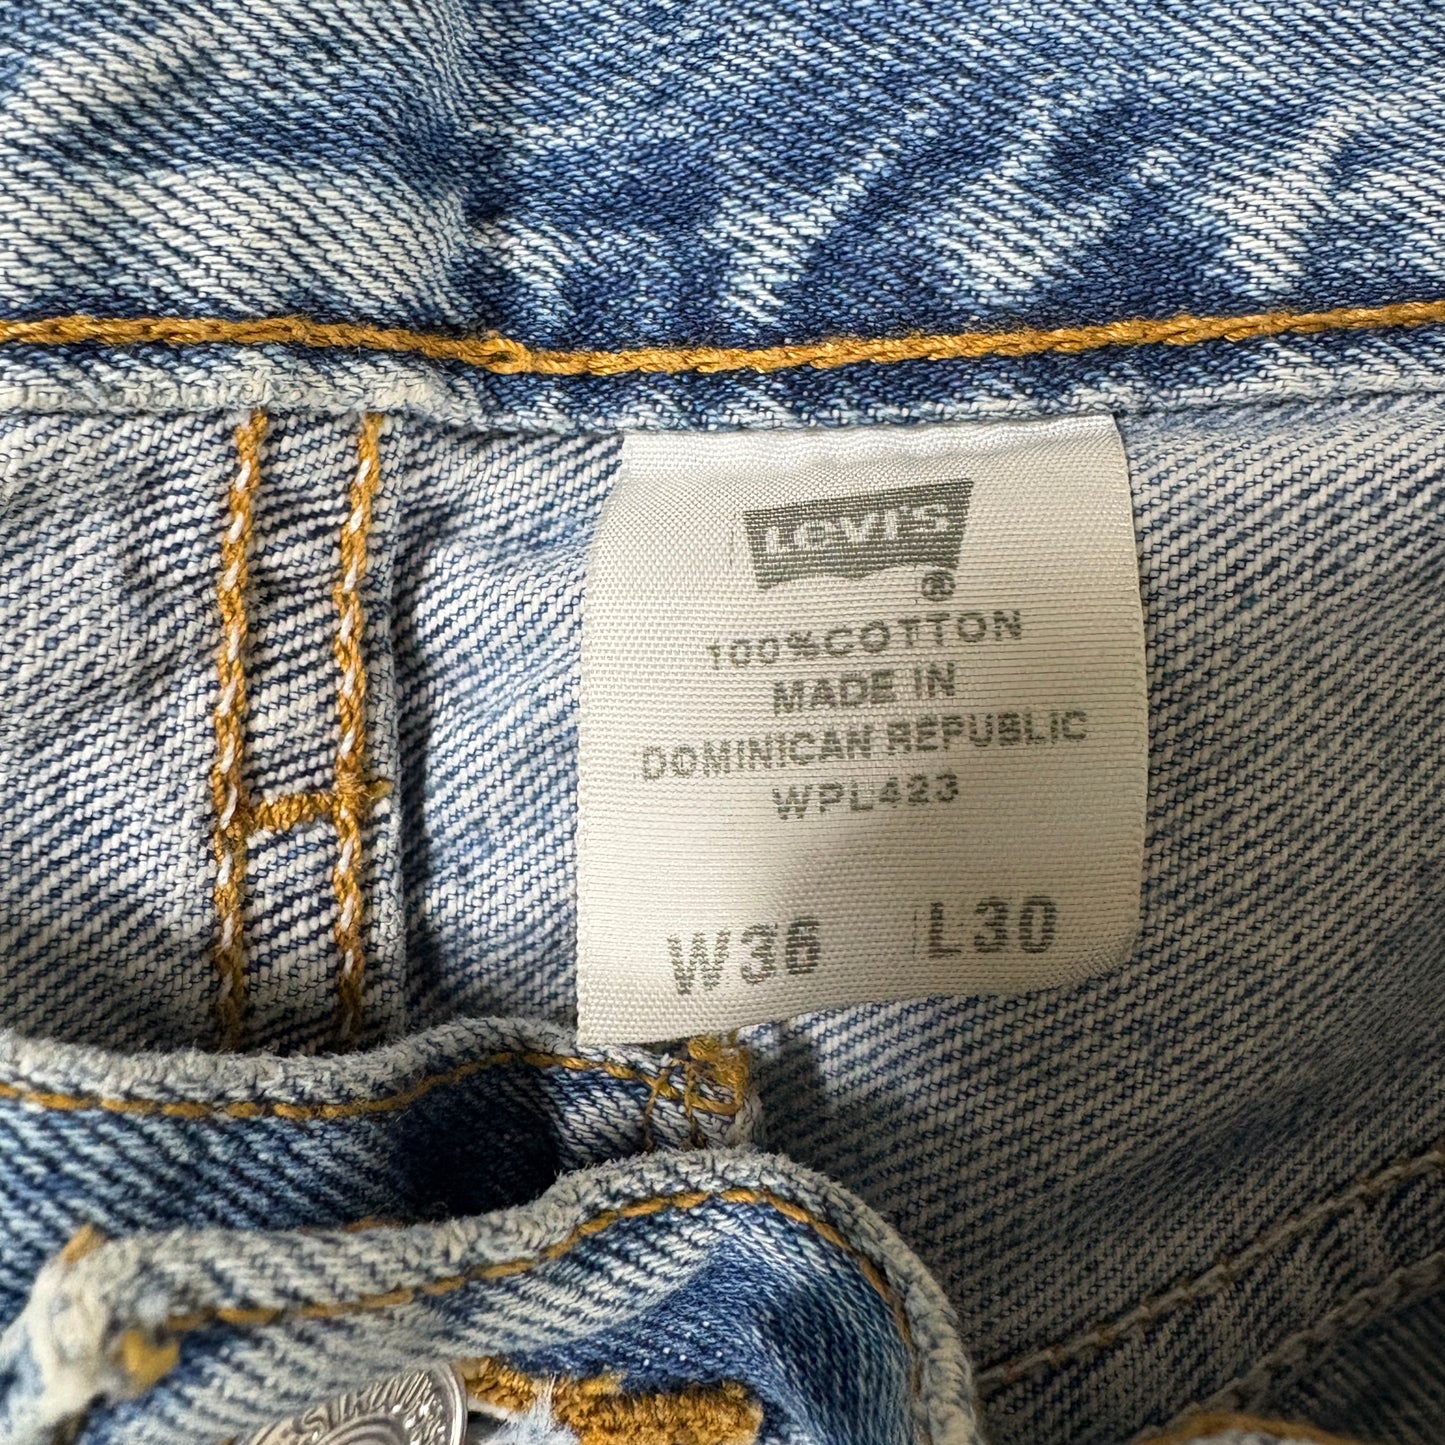 Levi's ®
100%COTTON
MADE IN
DOMINICAN REPUBLIC
WPL423
W36 L30